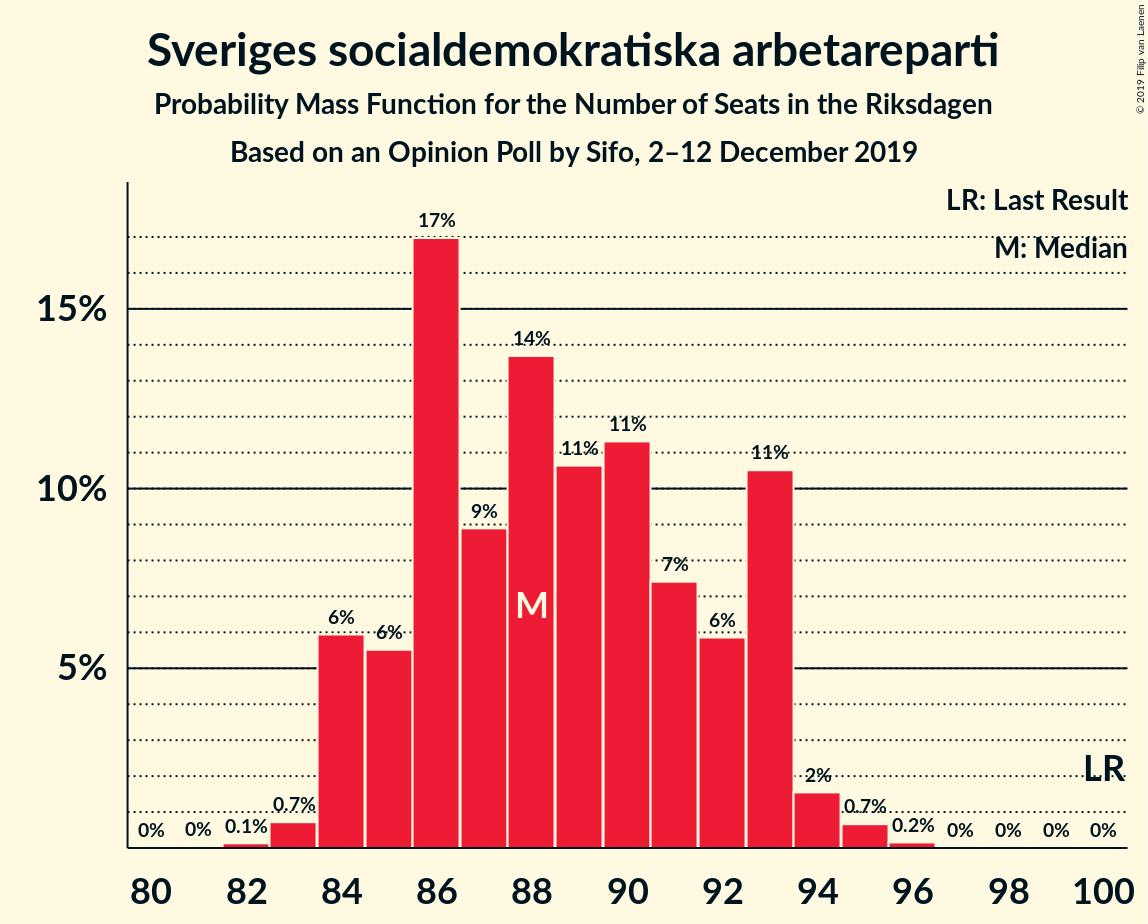 Sveriges socialdemokratiska arbetareparti
Probability Mass Function for the Number of Seats in the Riksdagen
Based on an Opinion Poll by Sifo, 2–12 December 2019
© 2019 Filip van Laenen
LR: Last Result
M: Median
15%
10%
5%
0%
0%
0.1%
0.7%
6%
6%
17%
9%
14%
11%
11%
7%
6%
11%
2%
0.7%
0.2%
0%
0%
0%
0%
M
LR
80 82 84 86 88 90 92 94 96 98 100